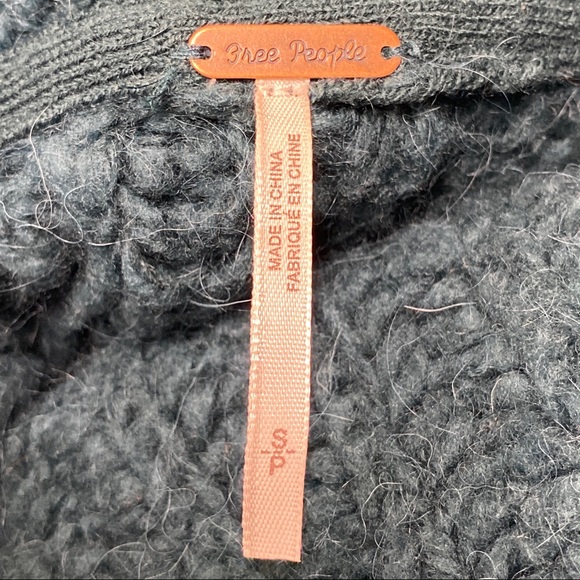 Free People
MADE IN CHINA
FABRIQUÉ EN CHINE
s/p